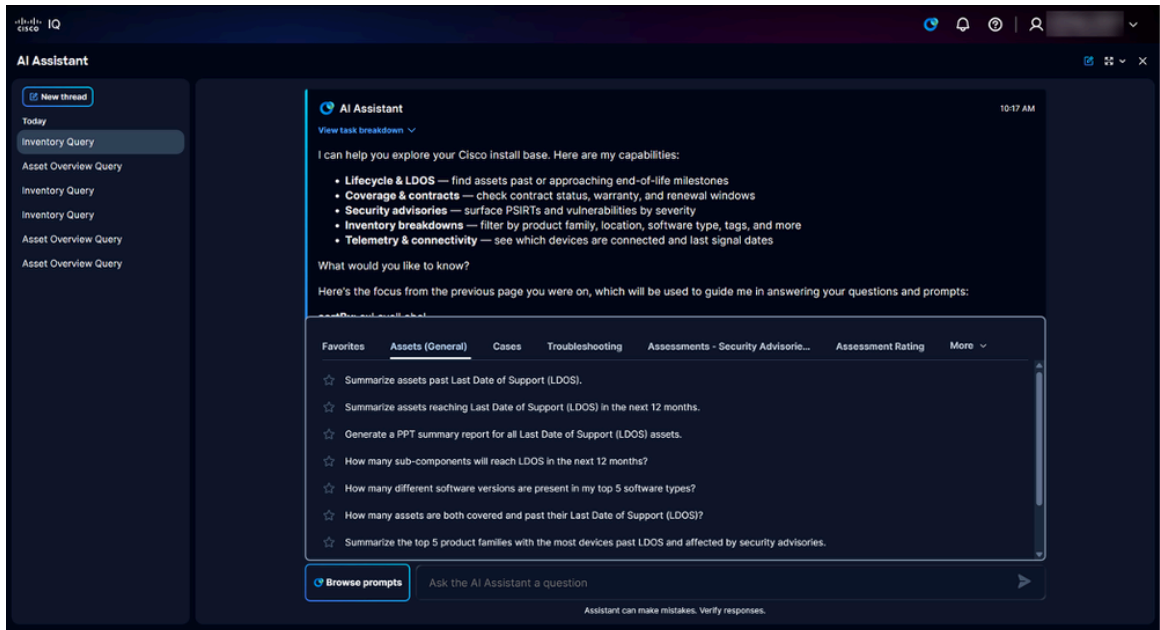 cisco IQ
AI Assistant
New thread
Today
Inventory Query
Asset Overview Query
Inventory Query
Inventory Query
Asset Overview Query
Asset Overview Query
AI Assistant
10:17 AM
View task breakdown
I can help you explore your Cisco install base. Here are my capabilities:
• Lifecycle & LDOS — find assets past or approaching end-of-life milestones
• Coverage & contracts — check contract status, warranty, and renewal windows
• Security advisories — surface PSIRTs and vulnerabilities by severity
• Inventory breakdowns — filter by product family, location, software type, tags, and more
• Telemetry & connectivity — see which devices are connected and last signal dates
What would you like to know?
Here's the focus from the previous page you were on, which will be used to guide me in answering your questions and prompts:
Favorites Assets (General) Cases Troubleshooting Assessments - Security Advisorie... Assessment Rating More
Summarize assets past Last Date of Support (LDOS).
Summarize assets reaching Last Date of Support (LDOS) in the next 12 months.
Generate a PPT summary report for all Last Date of Support (LDOS) assets.
How many sub-components will reach LDOS in the next 12 months?
How many different software versions are present in my top 5 software types?
How many assets are both covered and past their Last Date of Support (LDOS)?
Summarize the top 5 product families with the most devices past LDOS and affected by security advisories.
Browse prompts
Ask the AI Assistant a question
Assistant can make mistakes. Verify responses.